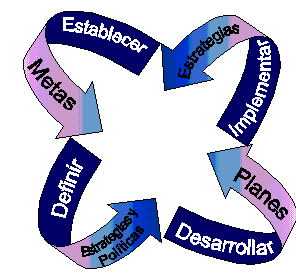 Establecer
Metas
Estrategias
Implementar
Definir
Estrategias y
Políticas
Planes
Desarrollar